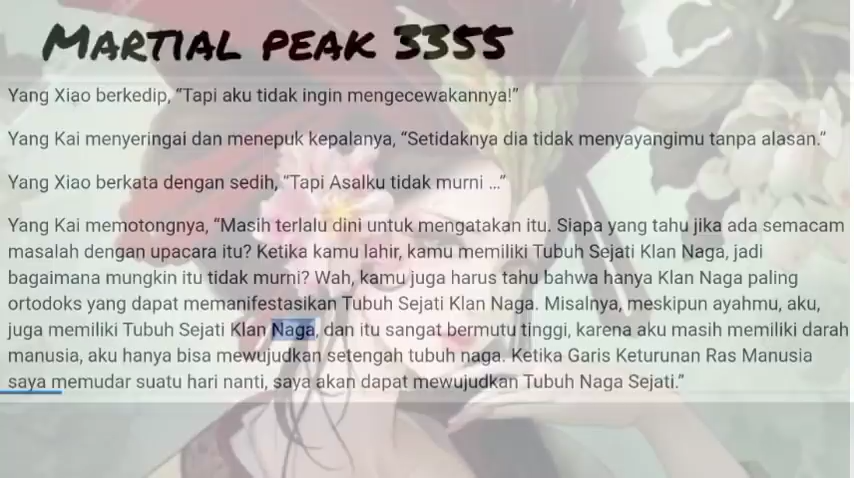 MARTIAL PEAK 3355
Yang Xiao berkedip, “Tapi aku tidak ingin mengecewakannya!”
Yang Kai menyeringai dan menepuk kepalanya, “Setidaknya dia tidak menyayangimu tanpa alasan.”
Yang Xiao berkata dengan sedih, “Tapi Asalku tidak murni …”
Yang Kai memotongnya, “Masih terlalu dini untuk mengatakan itu. Siapa yang tahu jika ada semacam
masalah dengan upacara itu? Ketika kamu lahir, kamu memiliki Tubuh Sejati Klan Naga, jadi
bagaimana mungkin itu tidak murni? Wah, kamu juga harus tahu bahwa hanya Klan Naga paling
ortodoks yang dapat memanifestasikan Tubuh Sejati Klan Naga. Misalnya, meskipun ayahmu, aku,
juga memiliki Tubuh Sejati Klan Naga, dan itu sangat bermutu tinggi, karena aku masih memiliki darah
manusia, aku hanya bisa mewujudkan setengah tubuh naga. Ketika Garis Keturunan Ras Manusia
saya memudar suatu hari nanti, saya akan dapat mewujudkan Tubuh Naga Sejati.”